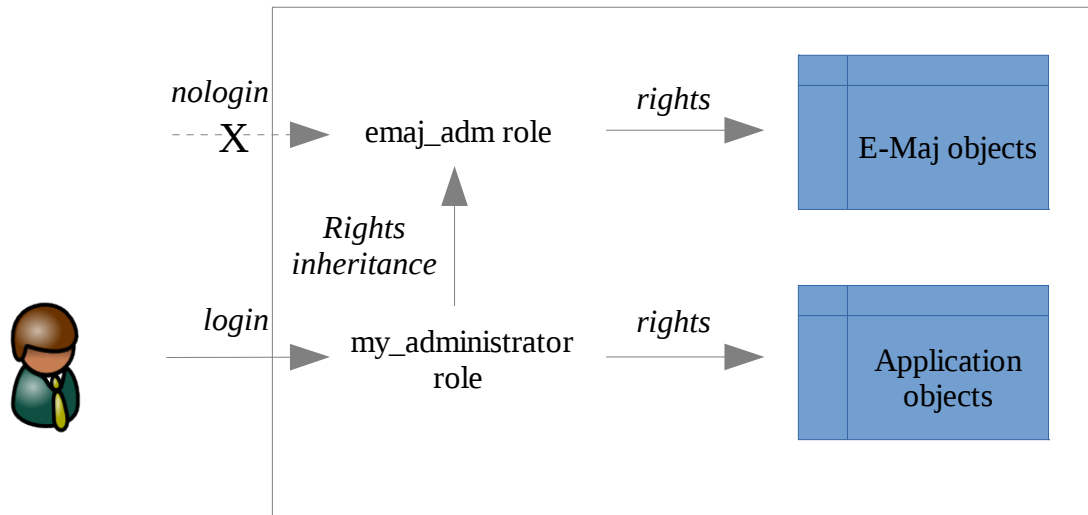 nologin
X
emaj_adm role
rights
E-Maj objects
Rights
inheritance
login
my_administrator
role
rights
Application
objects